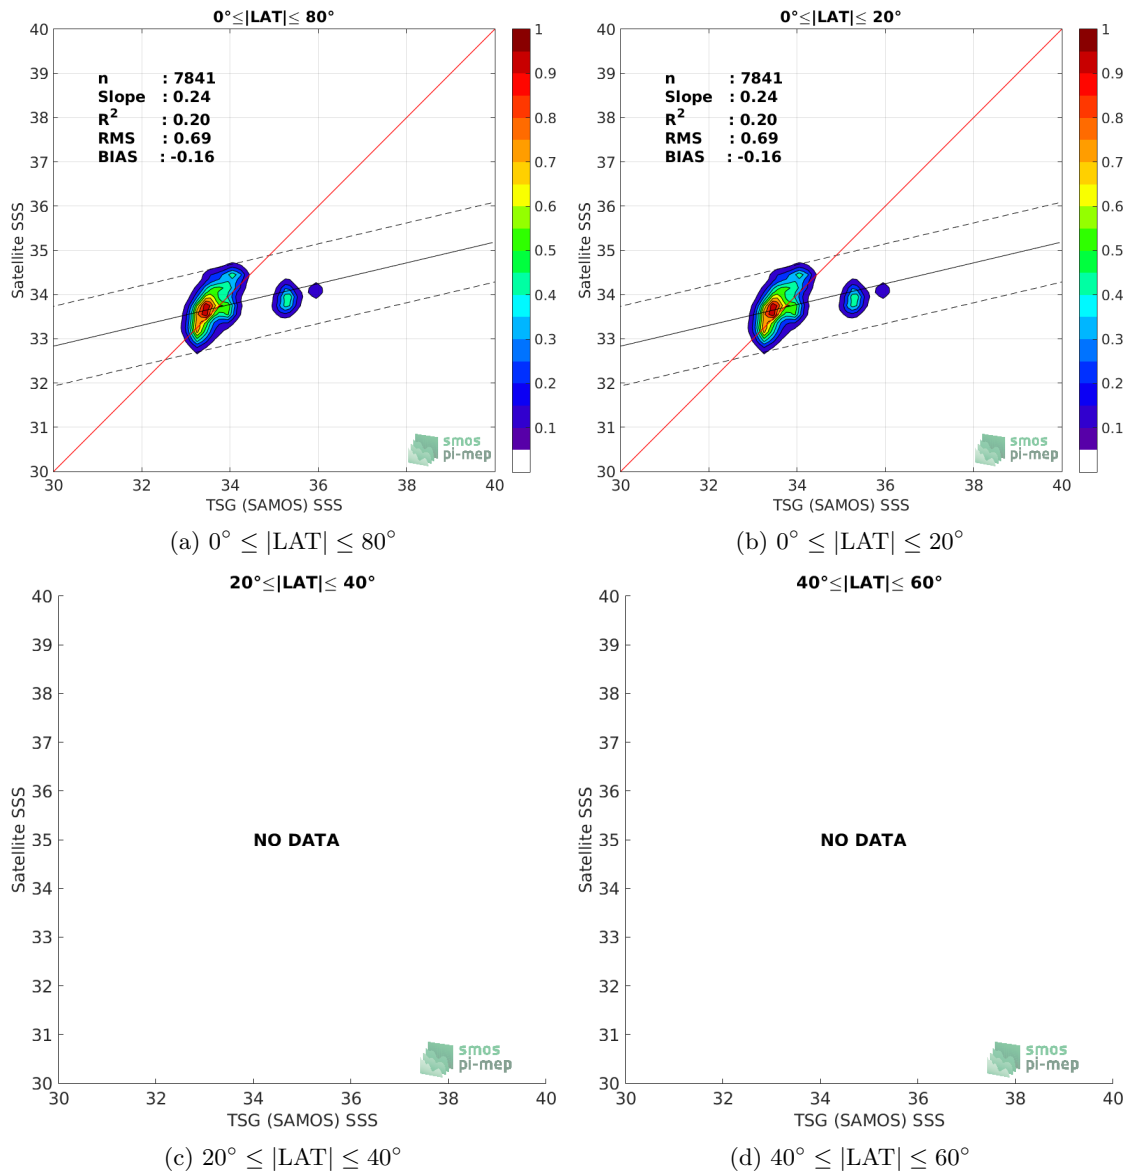 0°≤|LAT|≤ 80°
40
39
38
37
36
35
34
33
32
31
30
Satellite SSS
n : 7841
Slope : 0.24
R² : 0.20
RMS : 0.69
BIAS : -0.16
smos
pi-mep
30 32 34 36 38 40
TSG (SAMOS) SSS
1
0.9
0.8
0.7
0.6
0.5
0.4
0.3
0.2
0.1
(a) 0° ≤ |LAT| ≤ 80°
0°≤|LAT|≤ 20°
40
39
38
37
36
35
34
33
32
31
30
Satellite SSS
n : 7841
Slope : 0.24
R² : 0.20
RMS : 0.69
BIAS : -0.16
smos
pi-mep
30 32 34 36 38 40
TSG (SAMOS) SSS
1
0.9
0.8
0.7
0.6
0.5
0.4
0.3
0.2
0.1
(b) 0° ≤ |LAT| ≤ 20°
20°≤|LAT|≤ 40°
40
39
38
37
36
35
34
33
32
31
30
Satellite SSS
NO DATA
smos
pi-mep
30 32 34 36 38 40
TSG (SAMOS) SSS
(c) 20° ≤ |LAT| ≤ 40°
40°≤|LAT|≤ 60°
40
39
38
37
36
35
34
33
32
31
30
Satellite SSS
NO DATA
smos
pi-mep
30 32 34 36 38 40
TSG (SAMOS) SSS
(d) 40° ≤ |LAT| ≤ 60°